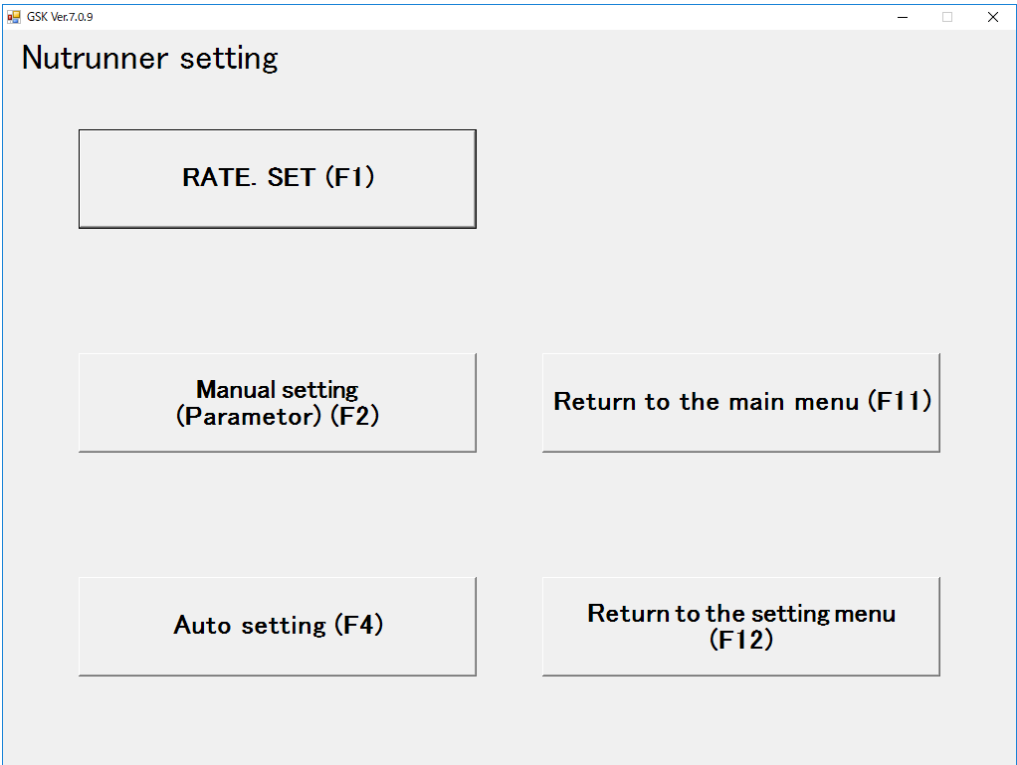 GSK Ver.7.0.9
Nutrunner setting
RATE. SET (F1)
Manual setting
(Parametor) (F2)
Return to the main menu (F11)
Auto setting (F4)
Return to the setting menu
(F12)